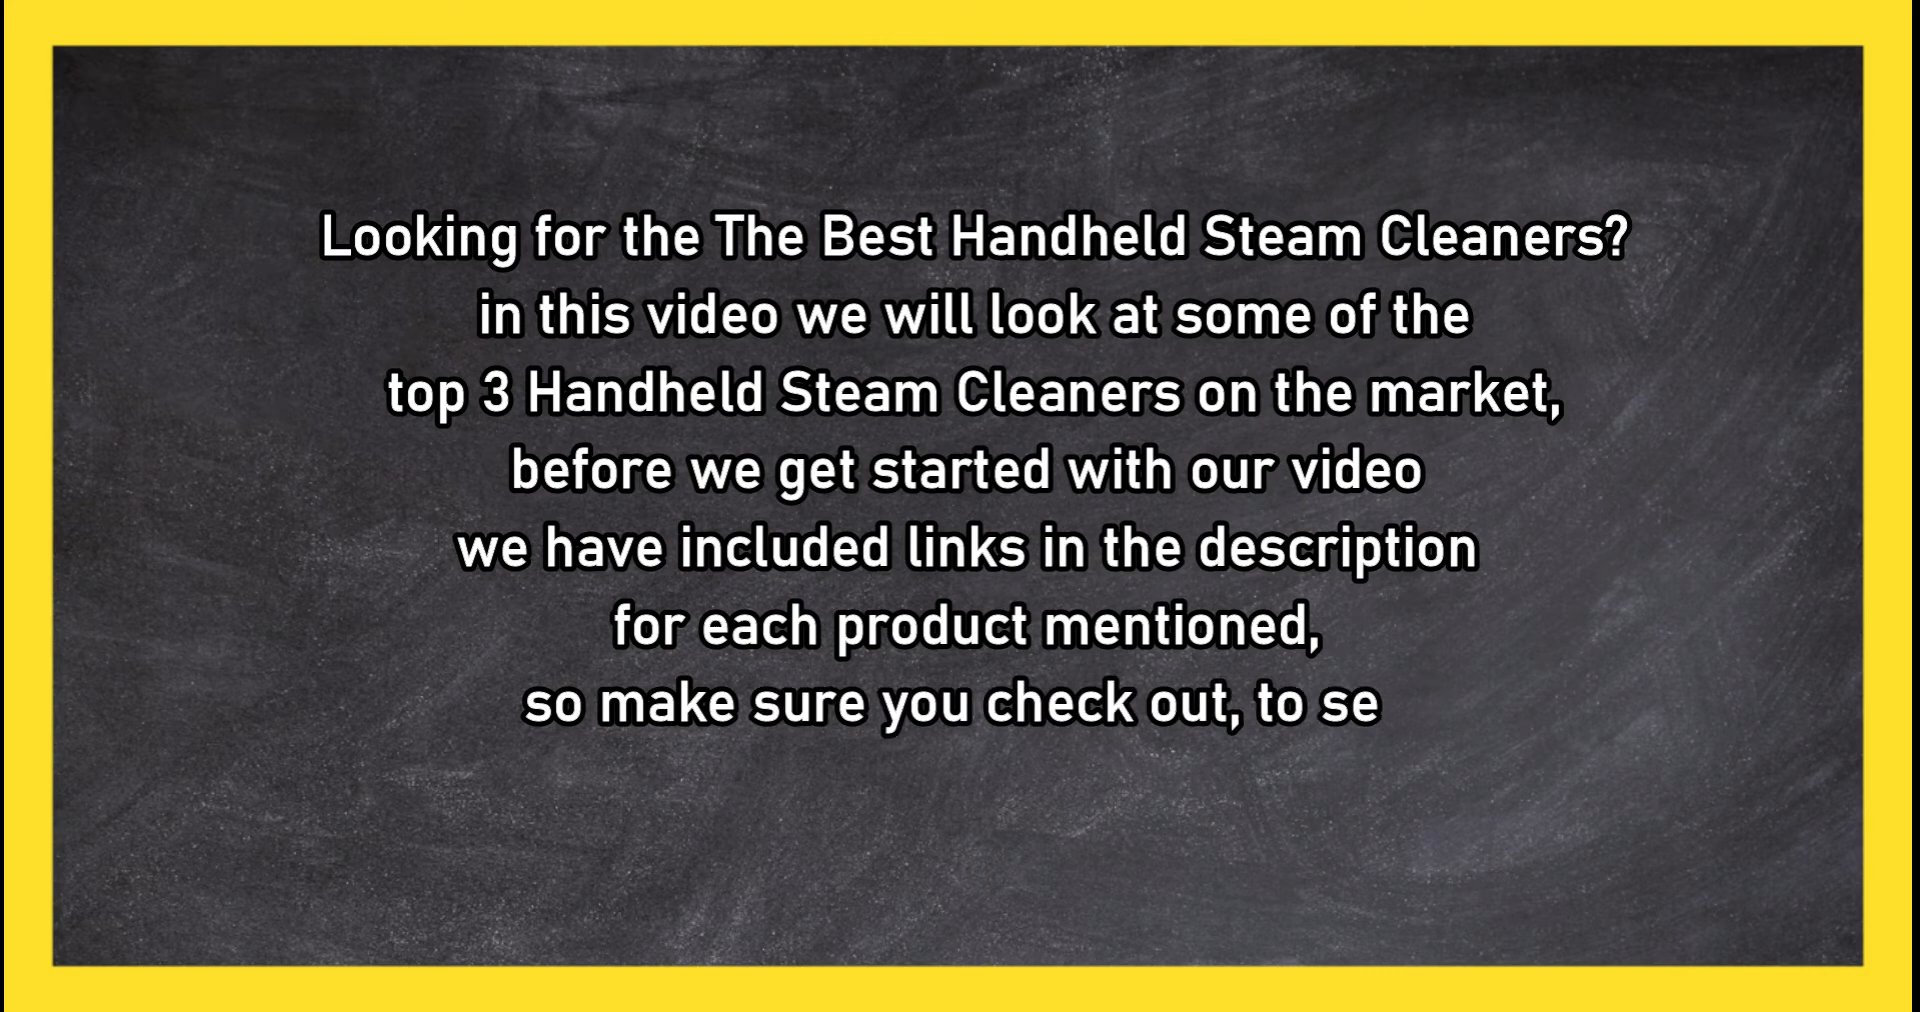 Looking for the The Best Handheld Steam Cleaners?
in this video we will look at some of the
top 3 Handheld Steam Cleaners on the market,
before we get started with our video
we have included links in the description
for each product mentioned,
so make sure you check out, to se